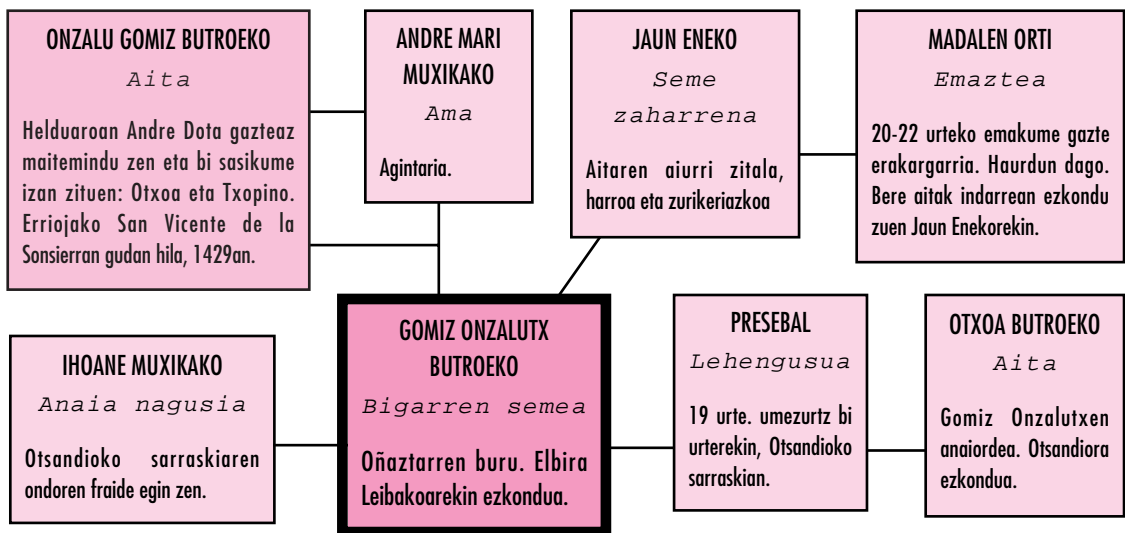 ONZALU GOMIZ BUTROEKO
Aita
Helduaroan Andre Dota gazteaz
maitemindu zen eta bi sasikume
izan zituen: Otxoa eta Txopino.
Erriojako San Vicente de la
Sonsierran gudan hila, 1429an.
ANDRE MARI
MUXIKAKO
Ama
Agintaria.
JAUN ENEKO
Seme
zaharrena
Aitaren aiurri zitala,
harroa eta zurikeriazkoa
MADALEN ORTI
Emaztea
20-22 urteko emakume gazte
erakargarria. Haurdun dago.
Bere aitak indarrean ezkondu
zuen Jaun Enekorekin.
IHOANE MUXIKAKO
Anaia nagusia
Otsandioko sarraskiaren
ondoren fraide egin zen.
GOMIZ ONZALUTX
BUTROEKO
Bigarren semea
Oñaztarren buru. Elbira
Leibakoarekin ezkondua.
PRESEBAL
Lehengusua
19 urte. umezurtz bi
urterekin, Otsandioko
sarraskian.
OTXOA BUTROEKO
Aita
Gomiz Onzalutxen
anaiordea. Otsandiora
ezkondua.